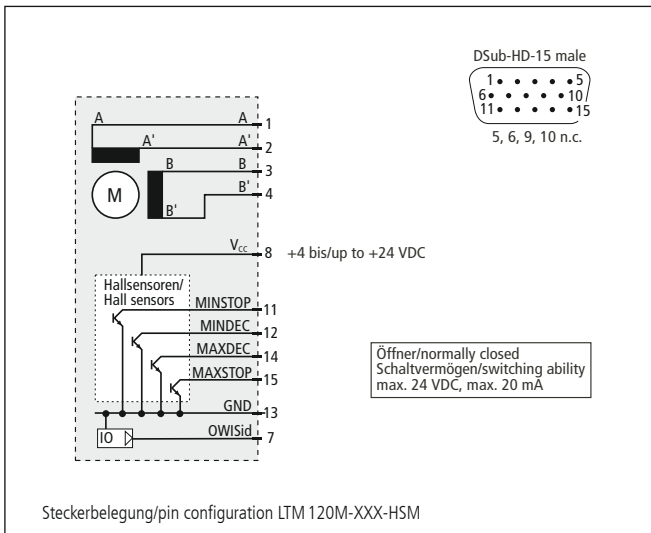 DSub-HD-15 male
1 5
6 10
11 15
5, 6, 9, 10 n.c.
A A 1
A' A' 2
B B 3
M
B' 4
B'
Vcc 8 +4 bis/up to +24 VDC
Hallsensoren/
Hall sensors
MINSTOP 11
MINDEC 12
MAXDEC 14
MAXSTOP 15
GND 13
IO OWISid 7
Öffner/normally closed
Schaltvermögen/switching ability
max. 24 VDC, max. 20 mA
Steckerbelegung/pin configuration LTM 120M-XXX-HSM